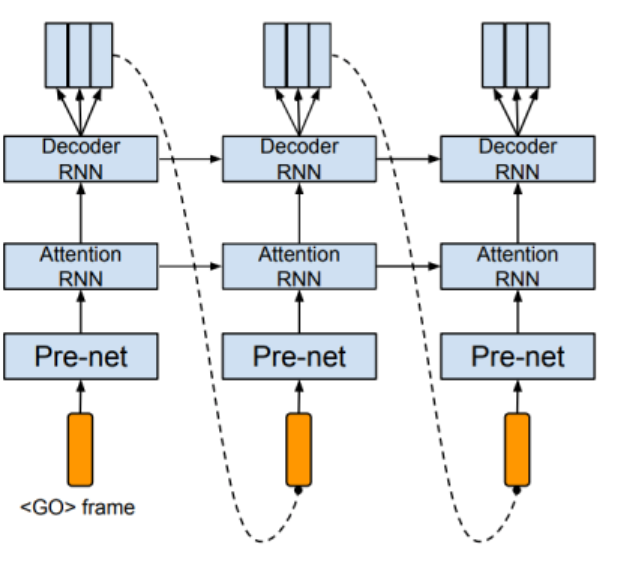 Decoder
RNN
Decoder
RNN
Decoder
RNN
Attention
RNN
Attention
RNN
Attention
RNN
Pre-net
Pre-net
Pre-net
<GO> frame